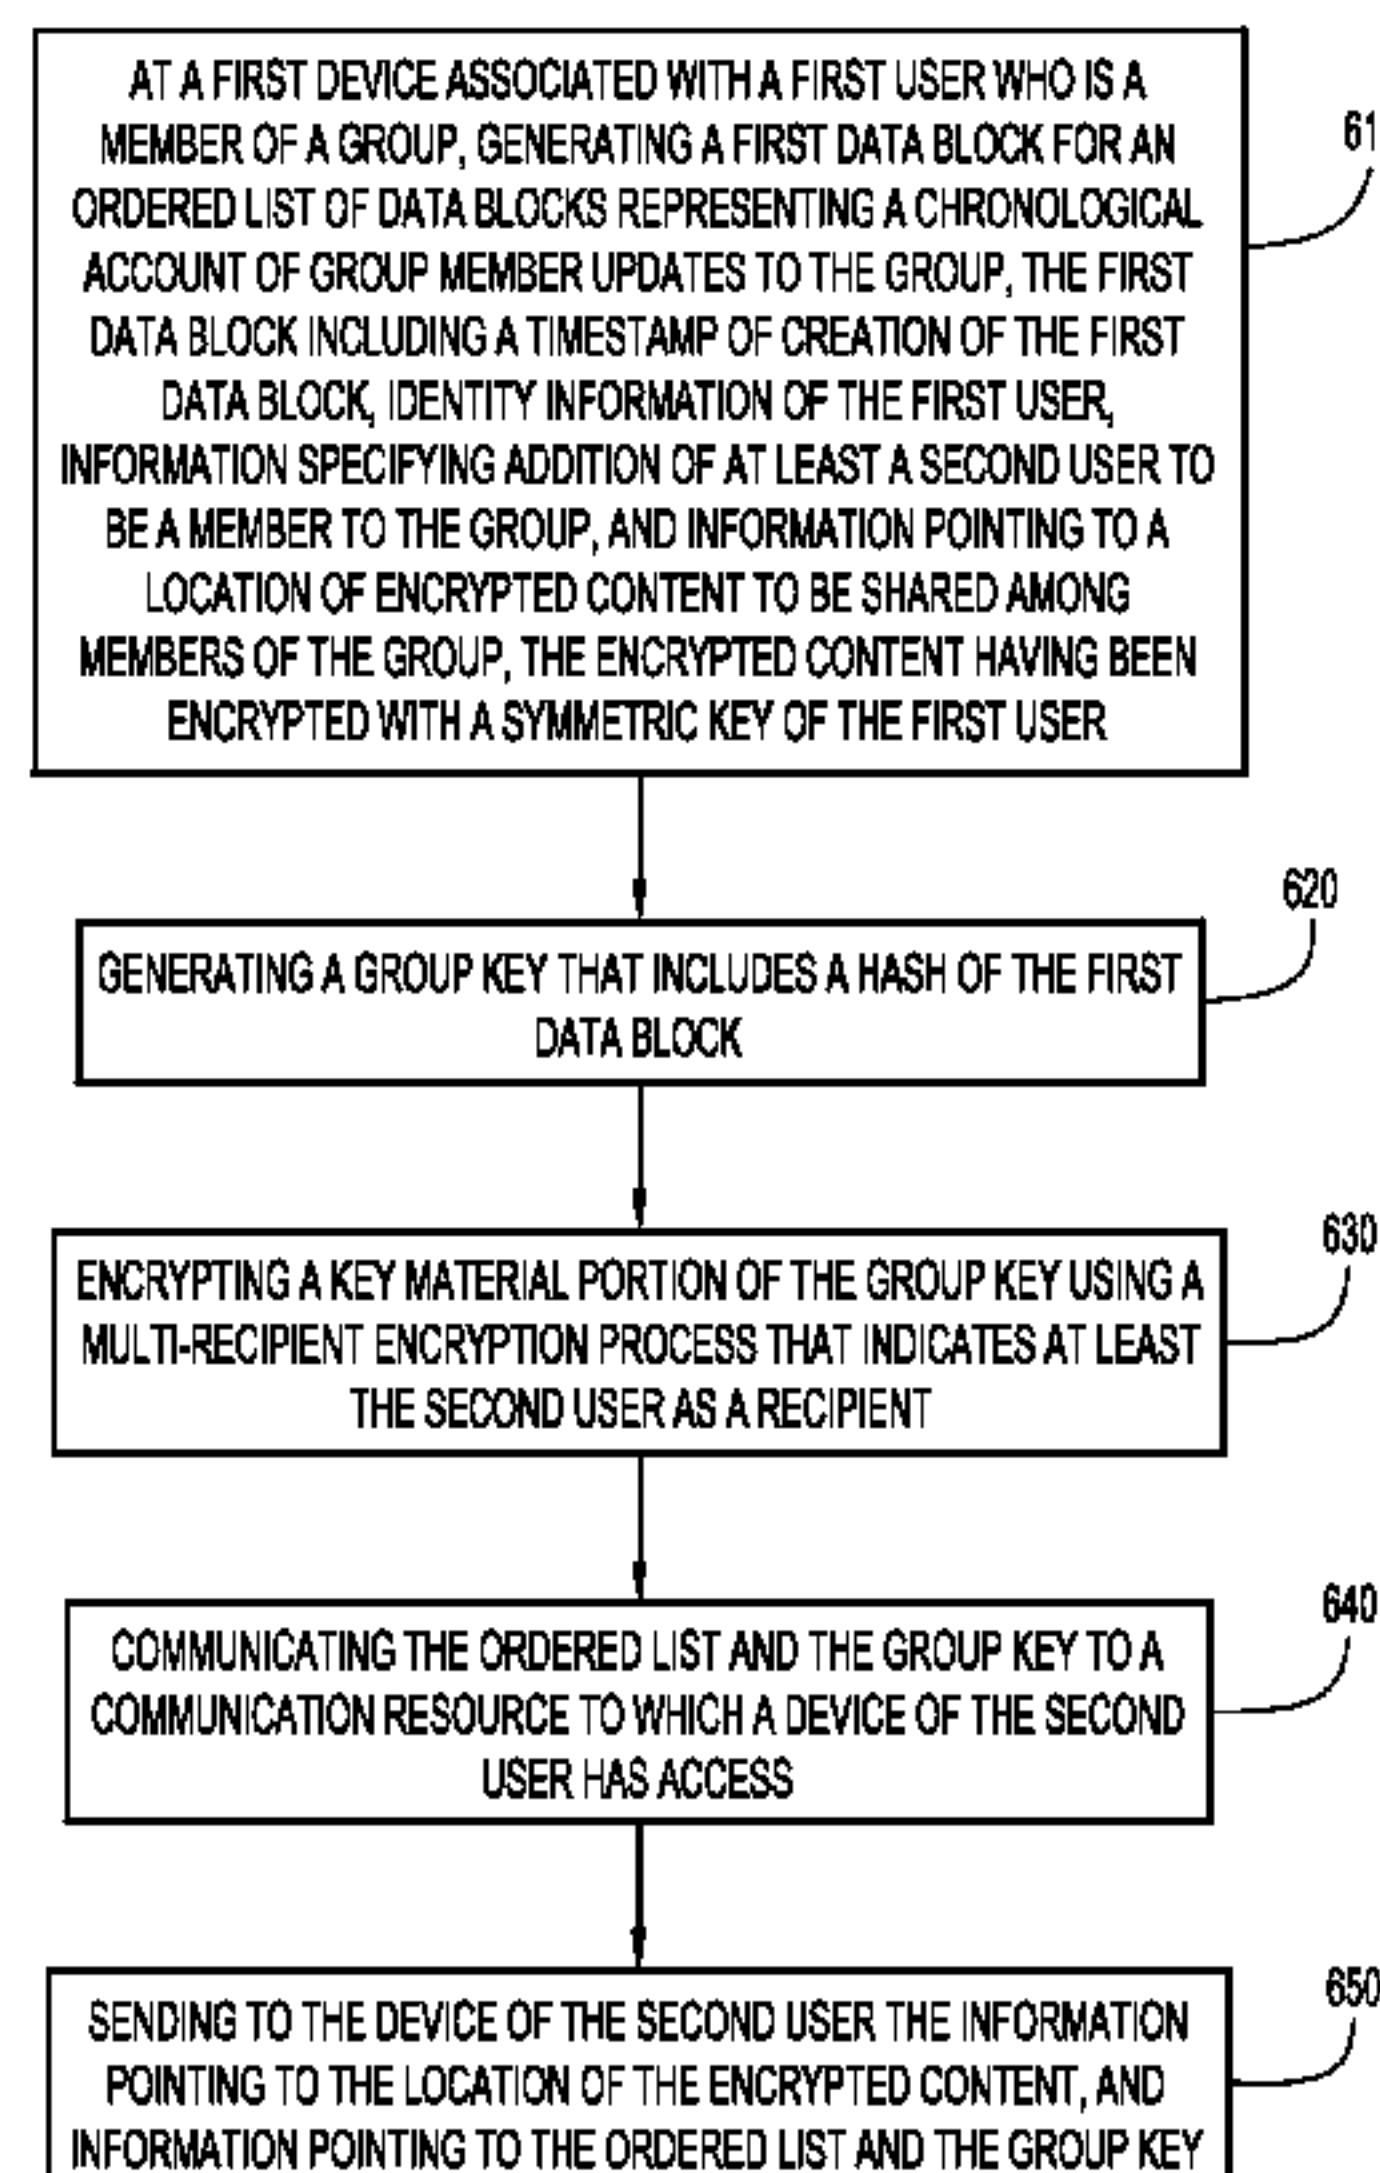 AT A FIRST DEVICE ASSOCIATED WITH A FIRST USER WHO IS A
MEMBER OF A GROUP, GENERATING A FIRST DATA BLOCK FOR AN
ORDERED LIST OF DATA BLOCKS REPRESENTING A CHRONOLOGICAL
ACCOUNT OF GROUP MEMBER UPDATES TO THE GROUP, THE FIRST
DATA BLOCK INCLUDING A TIMESTAMP OF CREATION OF THE FIRST
DATA BLOCK, IDENTITY INFORMATION OF THE FIRST USER,
INFORMATION SPECIFYING ADDITION OF AT LEAST A SECOND USER TO
BE A MEMBER TO THE GROUP, AND INFORMATION POINTING TO A
LOCATION OF ENCRYPTED CONTENT TO BE SHARED AMONG
MEMBERS OF THE GROUP, THE ENCRYPTED CONTENT HAVING BEEN
ENCRYPTED WITH A SYMMETRIC KEY OF THE FIRST USER
61
620
GENERATING A GROUP KEY THAT INCLUDES A HASH OF THE FIRST
DATA BLOCK
630
ENCRYPTING A KEY MATERIAL PORTION OF THE GROUP KEY USING A
MULTI-RECIPIENT ENCRYPTION PROCESS THAT INDICATES AT LEAST
THE SECOND USER AS A RECIPIENT
640
COMMUNICATING THE ORDERED LIST AND THE GROUP KEY TO A
COMMUNICATION RESOURCE TO WHICH A DEVICE OF THE SECOND
USER HAS ACCESS
650
SENDING TO THE DEVICE OF THE SECOND USER THE INFORMATION
POINTING TO THE LOCATION OF THE ENCRYPTED CONTENT, AND
INFORMATION POINTING TO THE ORDERED LIST AND THE GROUP KEY